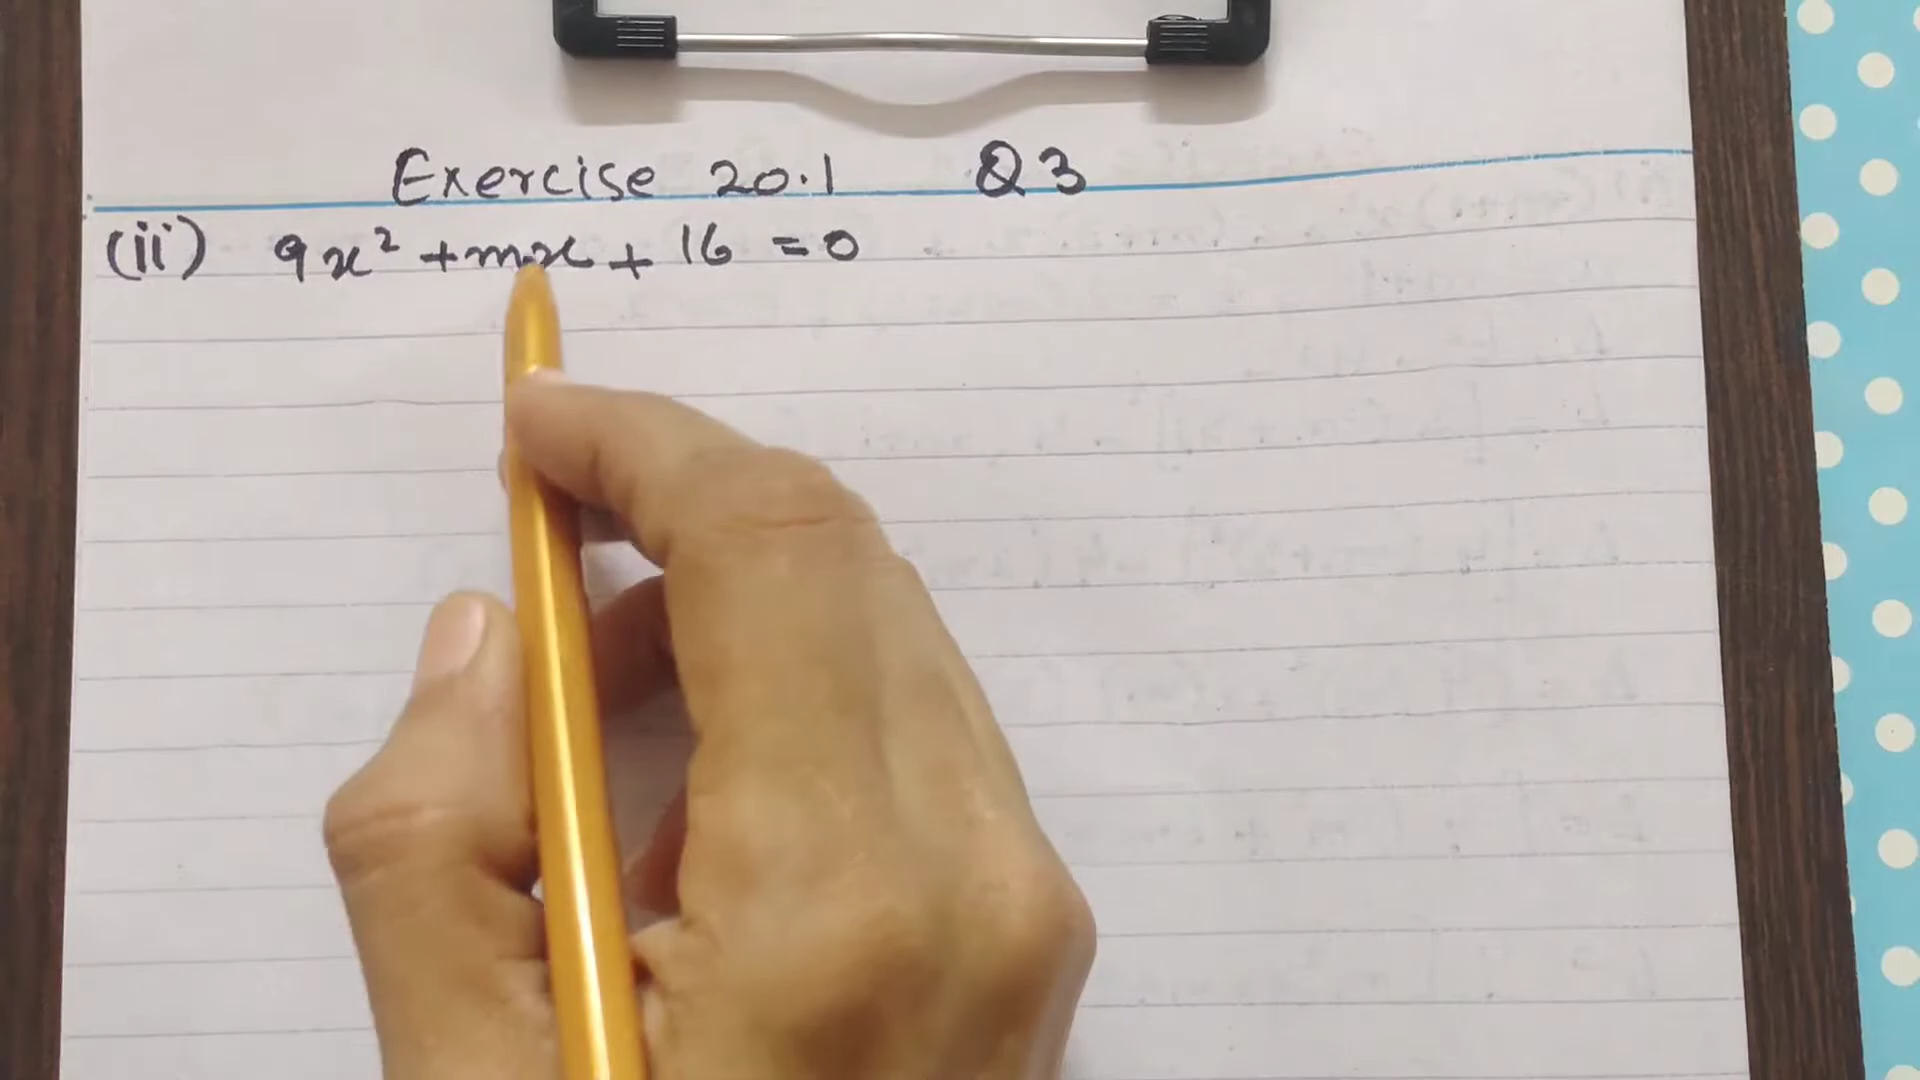 Exercise 20.1 Q3
(ii) 9x² + mx + 16 = 0